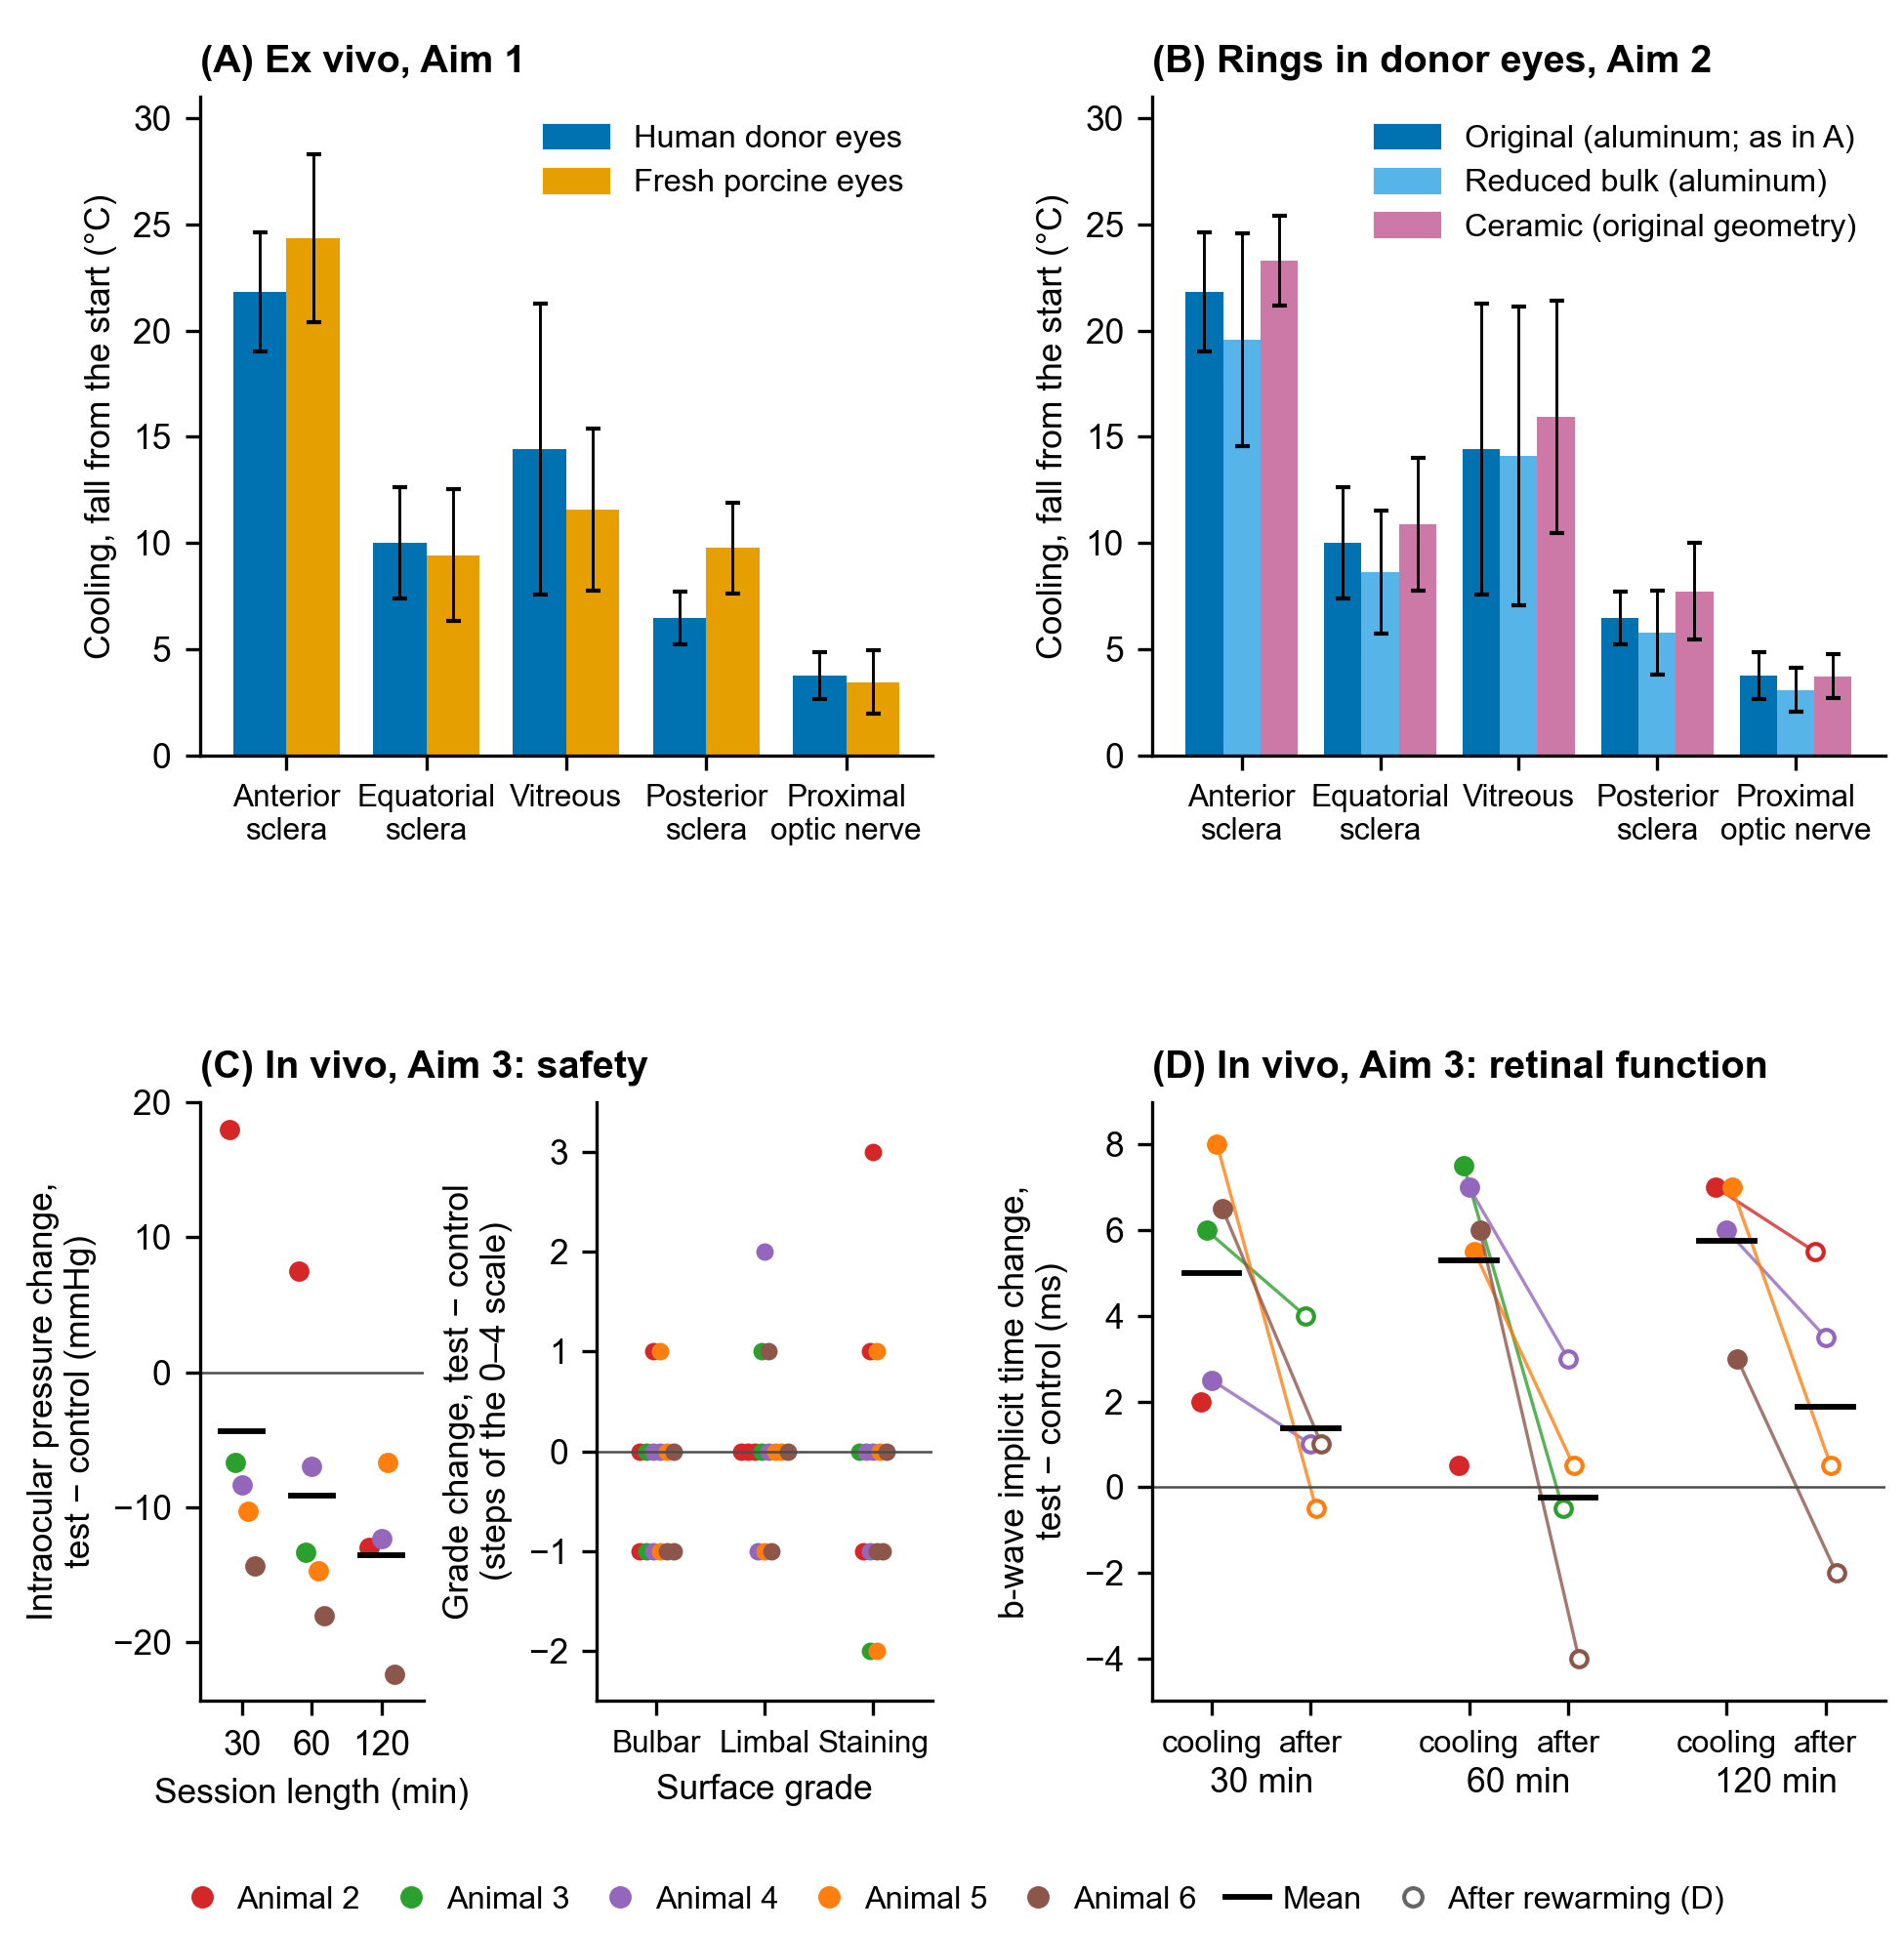 (A) Ex vivo, Aim 1
Cooling, fall from the start (°C)
30
25
20
15
10
5
0
Human donor eyes
Fresh porcine eyes
Anterior sclera
Equatorial sclera
Vitreous
Posterior sclera
Proximal optic nerve
(B) Rings in donor eyes, Aim 2
Cooling, fall from the start (°C)
30
25
20
15
10
5
0
Original (aluminum; as in A)
Reduced bulk (aluminum)
Ceramic (original geometry)
Anterior sclera
Equatorial sclera
Vitreous
Posterior sclera
Proximal optic nerve
(C) In vivo, Aim 3: safety
Intraocular pressure change,
test − control (mmHg)
20
10
0
−10
−20
30 60 120
Session length (min)
Grade change, test − control
(steps of the 0–4 scale)
3
2
1
0
−1
−2
Bulbar Limbal Staining
Surface grade
(D) In vivo, Aim 3: retinal function
b-wave implicit time change,
test − control (ms)
8
6
4
2
0
−2
−4
cooling after cooling after cooling after
30 min 60 min 120 min
Animal 2 Animal 3 Animal 4 Animal 5 Animal 6 Mean After rewarming (D)